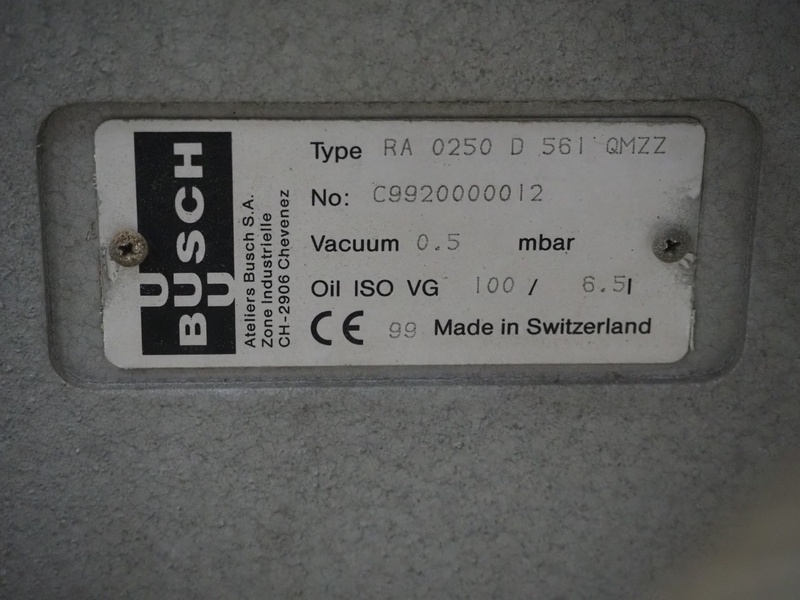 BUSCH
U
U
Ateliers Busch S.A.
Zone Industrielle
CH-2906 Chevenez
Type RA 0250 D 561 QMZZ
No: C9920000012
Vacuum 0.5 mbar
Oil ISO VG 100 / 6.5l
CE 99 Made in Switzerland